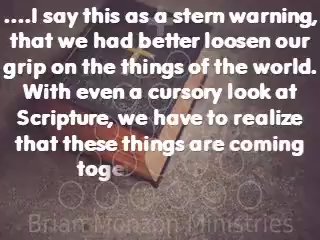 ....I say this as a stern warning,
that we had better loosen our
grip on the things of the world.
With even a cursory look at
Scripture, we have to realize
that these things are coming
toge
Brian Monzon Ministries